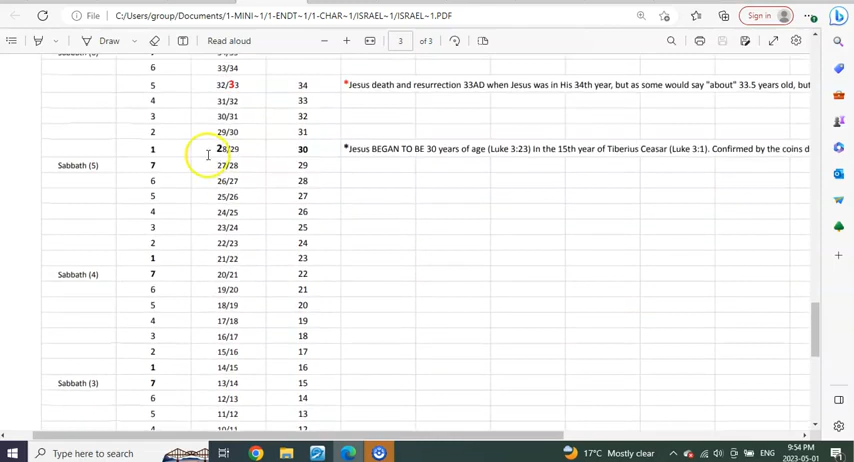 File
C:/Users/group/Documents/1-MINI~1/1-ENDT~1/1-CHAR~1/ISRAEL~1/ISRAEL~1.PDF
Sign in
Draw
Read aloud
3 of 3
6 33/34
5 32/33 34 *Jesus death and resurrection 33AD when Jesus was in His 34th year, but as some would say "about" 33.5 years old, but
4 31/32 33
3 30/31 32
2 29/30 31
1 28/29 30 *Jesus BEGAN TO BE 30 years of age (Luke 3:23) In the 15th year of Tiberius Ceasar (Luke 3:1). Confirmed by the coins d
Sabbath (5) 7 27/28 29
6 26/27 28
5 25/26 27
4 24/25 26
3 23/24 25
2 22/23 24
1 21/22 23
Sabbath (4) 7 20/21 22
6 19/20 21
5 18/19 20
4 17/18 19
3 16/17 18
2 15/16 17
1 14/15 16
Sabbath (3) 7 13/14 15
6 12/13 14
5 11/12 13
Type here to search
17°C Mostly clear
ENG
9:54 PM
2023-05-01